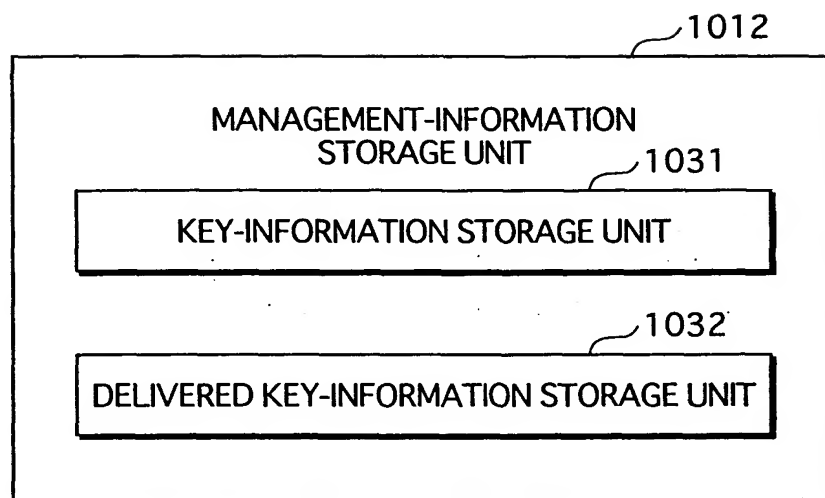 1012
MANAGEMENT-INFORMATION
STORAGE UNIT
1031
KEY-INFORMATION STORAGE UNIT
1032
DELIVERED KEY-INFORMATION STORAGE UNIT